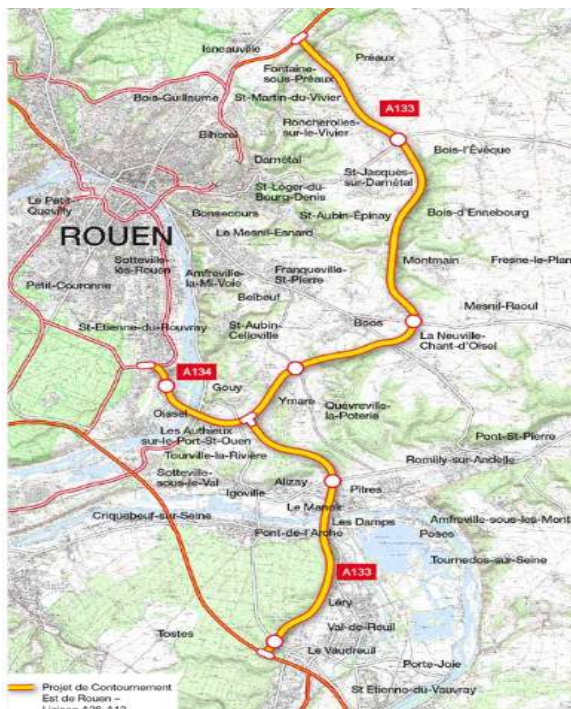 Isneauville
Préaux
Fontaine-
sous-Préaux
Bois-Guillaume
St-Martin-du-Vivier
A133
Roncherolles-
sur-le-Vivier
Bihorel
Bois-l'Évêque
Darnétal
St-Jacques-
sur-Darnétal
Le Petit-
Quevilly
St-Léger-du-
Bourg-Denis
Bonsecours
St-Aubin-Epinay
Bois-d'Ennebourg
ROUEN
Le Mesnil-Esnard
Sotteville-
lès-Rouen
Montmain
Fresne-le-Plan
Amfreville-
la-Mi-Voie
Franqueville-
St-Pierre
Petit-Couronne
Belbeuf
Mesnil-Raoul
St-Etienne-du-Rouvray
St-Aubin-
Celloville
Boos
La Neuville-
Chant-d'Oisel
A134
Gouy
Ymare
Oissel
Quévreville-
la-Poterie
Les Authieux
sur-le-Port-St-Ouen
Pont-St-Pierre
Tourville-la-Rivière
Romilly-sur-Andelle
Sotteville-
sous-le-Val
Alizay
Igoville
Pîtres
Le Manoir
Criquebeuf-sur-Seine
Les Damps
Amfreville-sous-les-Mont
Pont-de-l'Arche
Poses
Tournedos-sur-Seine
A133
Léry
Tostes
Val-de-Reuil
Le Vaudreuil
Porte-Joie
St Etienne-du-Vauvray
Projet de Contournement
Est de Rouen –
Liaison A28-A13